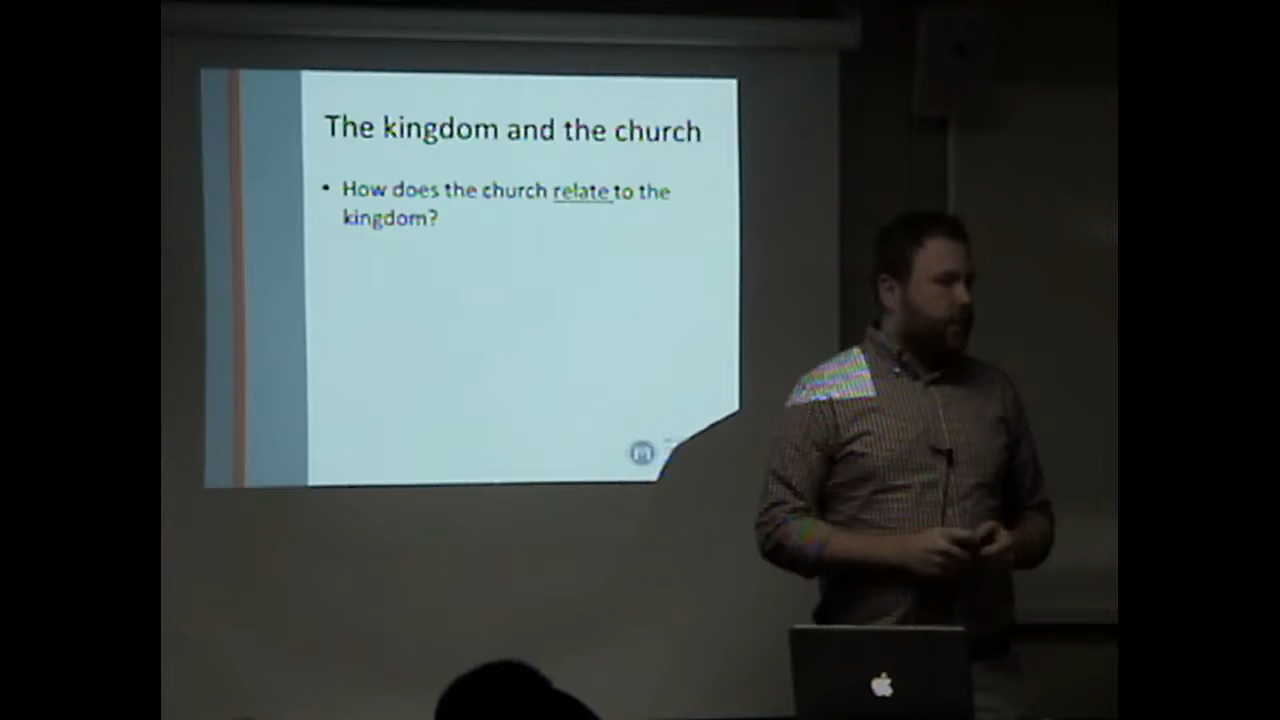 The kingdom and the church
• How does the church relate to the
kingdom?